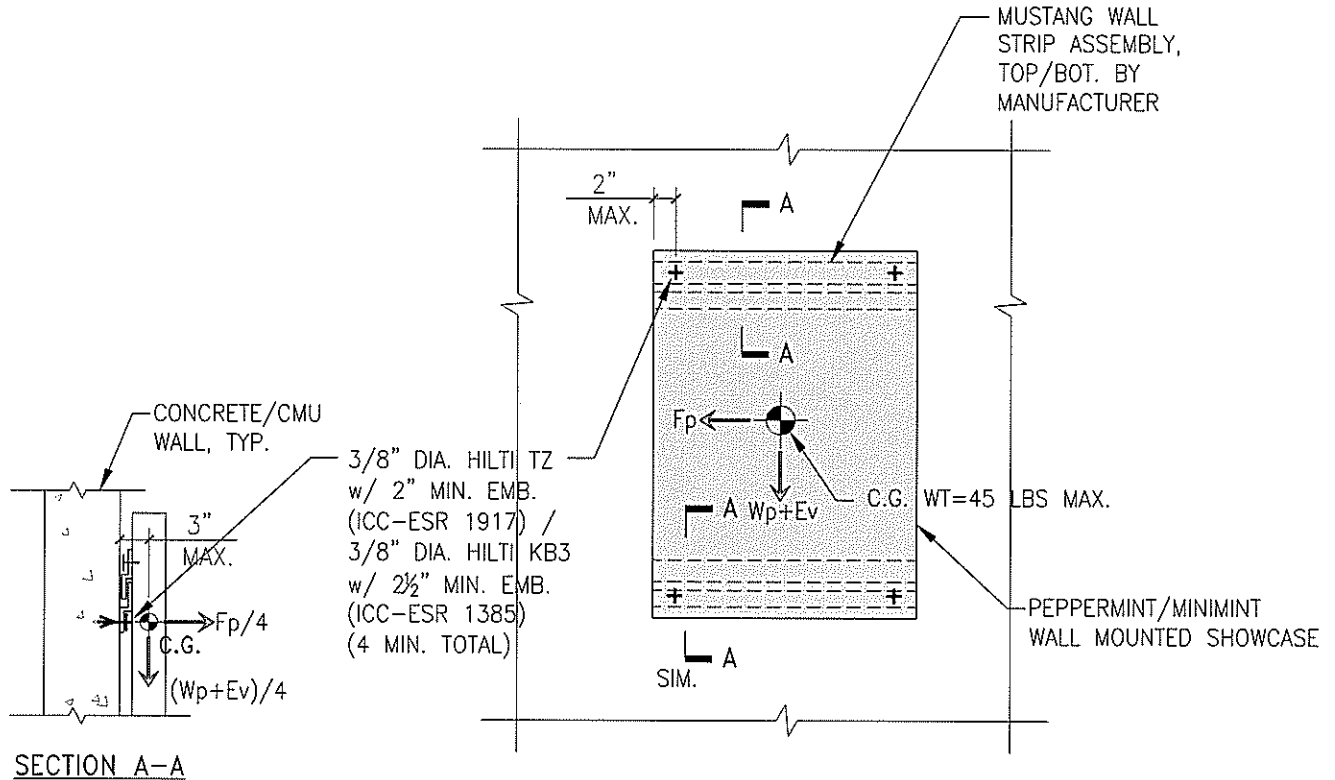 MUSTANG WALL
STRIP ASSEMBLY,
TOP/BOT. BY
MANUFACTURER
2"
MAX.
A
A
CONCRETE/CMU
WALL, TYP.
3/8" DIA. HILTI TZ
w/ 2" MIN. EMB.
(ICC-ESR 1917) /
3/8" DIA. HILTI KB3
w/ 2½" MIN. EMB.
(ICC-ESR 1385)
(4 MIN. TOTAL)
3"
MAX.
Fp/4
C.G.
(Wp+Ev)/4
SECTION A-A
Fp
C.G. WT=45 LBS MAX.
A
Wp+Ev
A
SIM.
PEPPERMINT/MINIMINT
WALL MOUNTED SHOWCASE